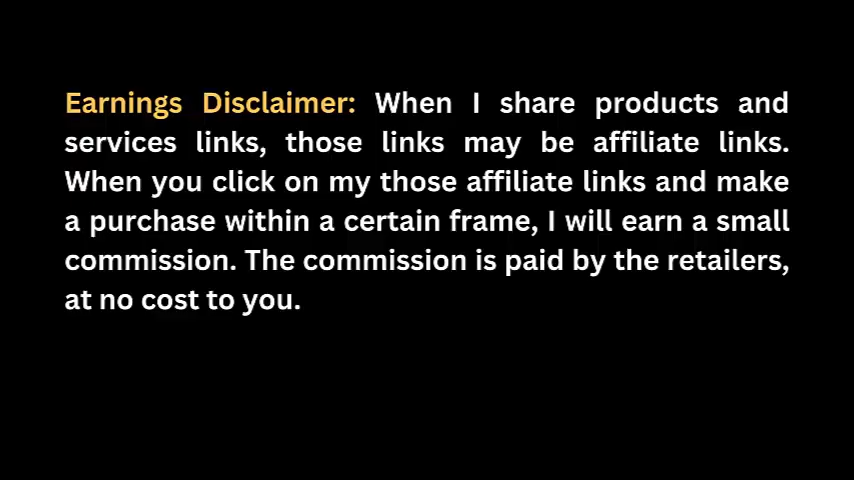 Earnings Disclaimer: When I share products and
services links, those links may be affiliate links.
When you click on my those affiliate links and make
a purchase within a certain frame, I will earn a small
commission. The commission is paid by the retailers,
at no cost to you.